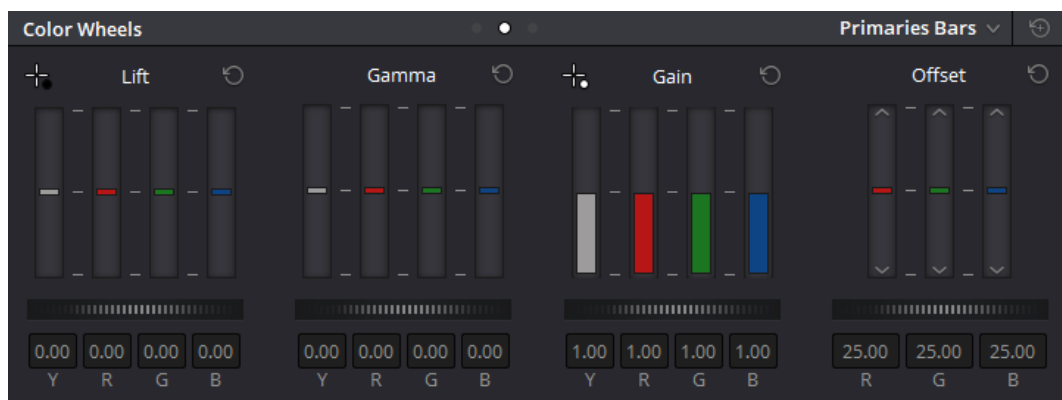 Color Wheels Primaries Bars
Lift Gamma Gain Offset
0.00 0.00 0.00 0.00 0.00 0.00 0.00 0.00 1.00 1.00 1.00 1.00 25.00 25.00 25.00
Y R G B Y R G B Y R G B R G B